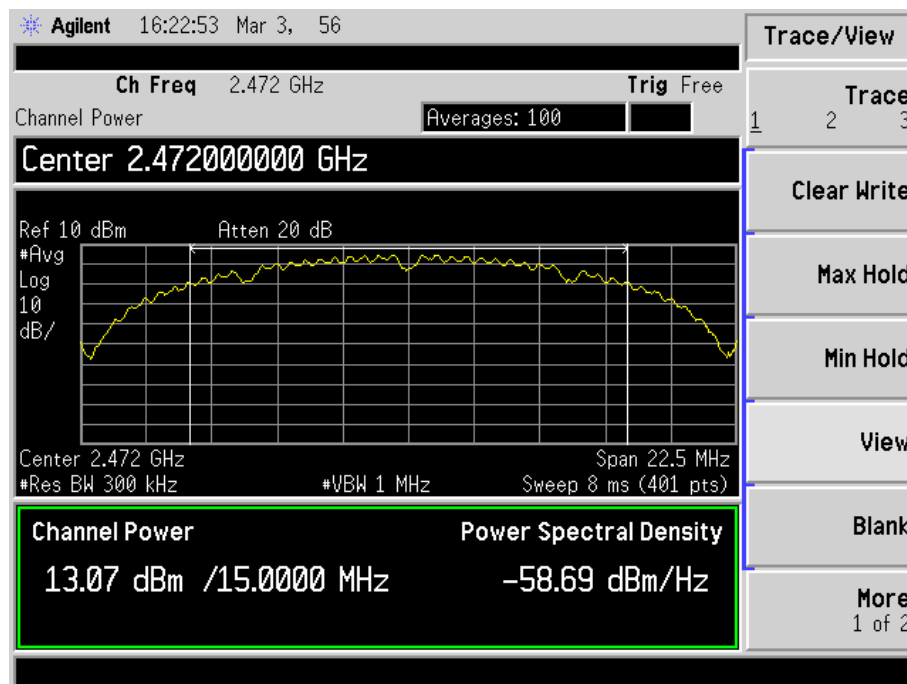 Agilent 16:22:53 Mar 3, 56
Trace/View
Ch Freq 2.472 GHz Trig Free
Channel Power
Averages: 100
Trace
1 2 3
Center 2.472000000 GHz
Clear Write
Ref 10 dBm Atten 20 dB
#Avg
Log
10
dB/
Max Hold
Min Hold
View
Center 2.472 GHz Span 22.5 MHz
#Res BW 300 kHz #VBW 1 MHz Sweep 8 ms (401 pts)
Channel Power Power Spectral Density
13.07 dBm /15.0000 MHz -58.69 dBm/Hz
Blank
More
1 of 2